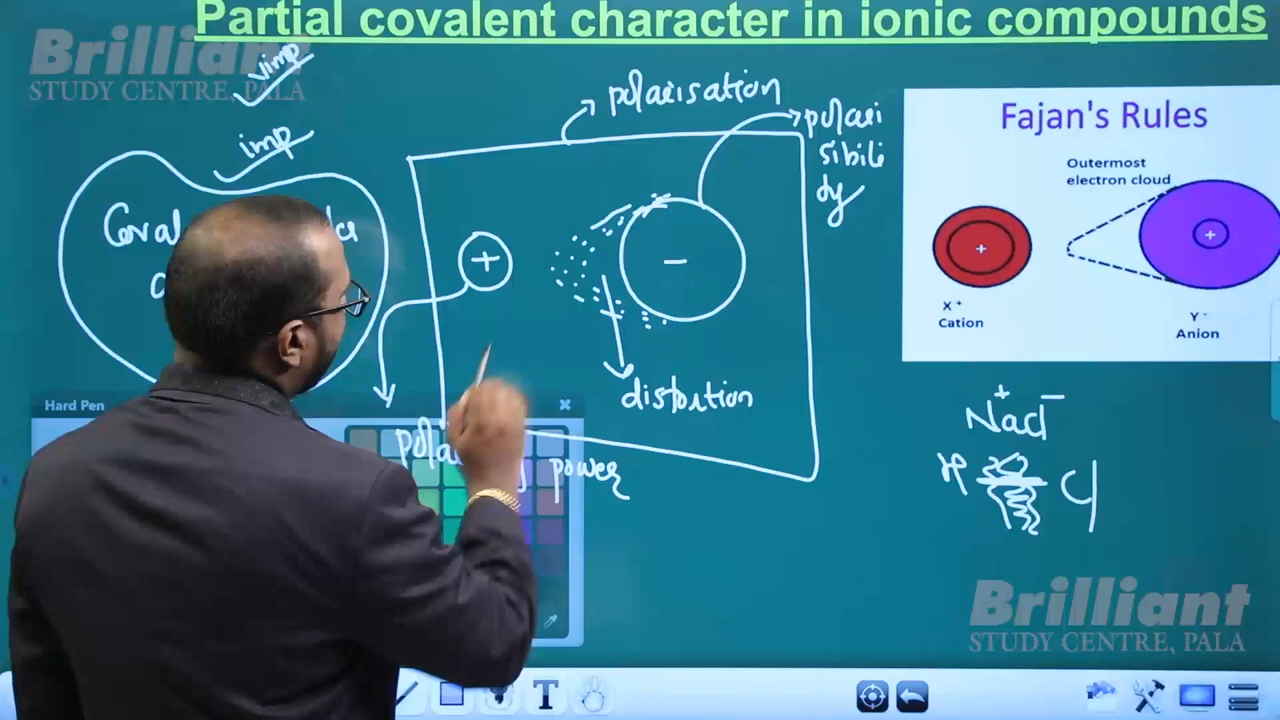 Partial covalent character in ionic compounds
Brilliant
STUDY CENTRE, PALA
vimp
imp
polarisation
polari
sibili
ty
+
-
distortion
power
Fajan's Rules
Outermost
electron cloud
+
+
X+
Cation
Y-
Anion
+ -
Nacl
H Cl
Hard Pen
T
Brilliant
STUDY CENTRE, PALA